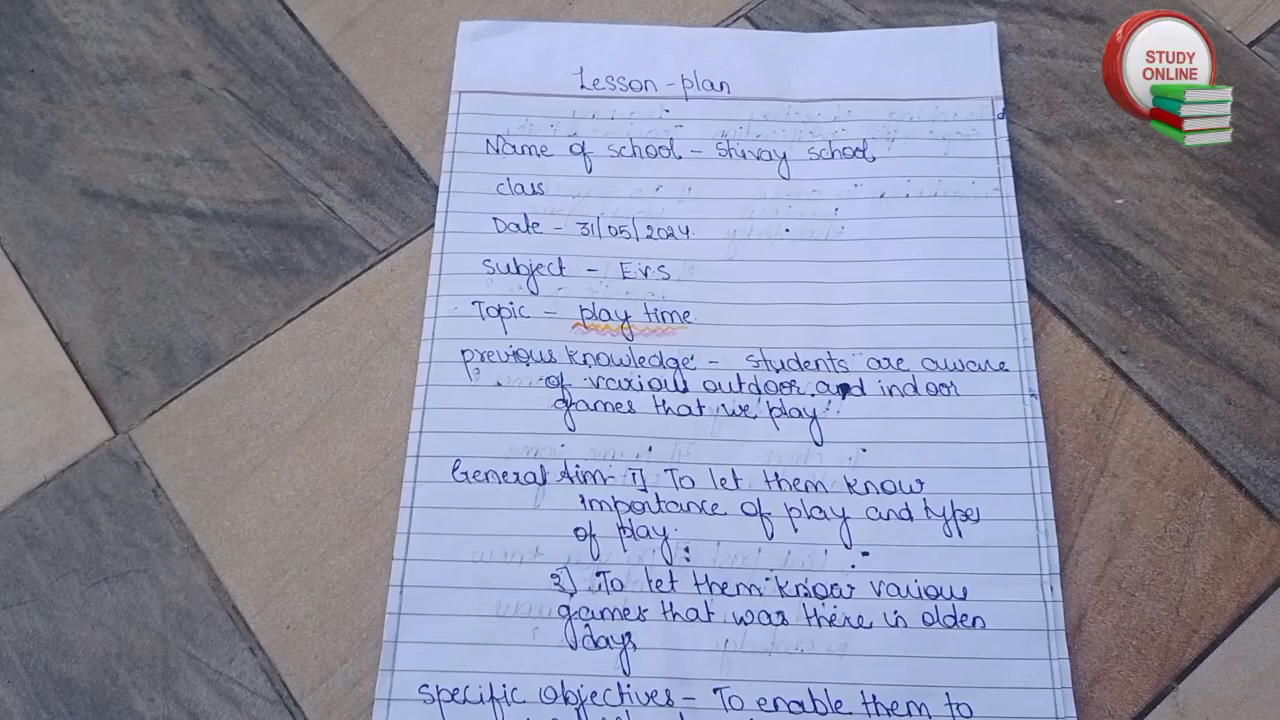 STUDY
ONLINE
Lesson-plan
Name of school - Shivay school
class
Date - 31/05/2024.
Subject - E.V.S
Topic - play time.
previous knowledge - students are aware
of various outdoor and indoor
games that we play.
General Aim- 1] To let them know
importance of play and types
of play.
2] To let them know various
games that was there in olden
days
Specific Objectives - To enable them to